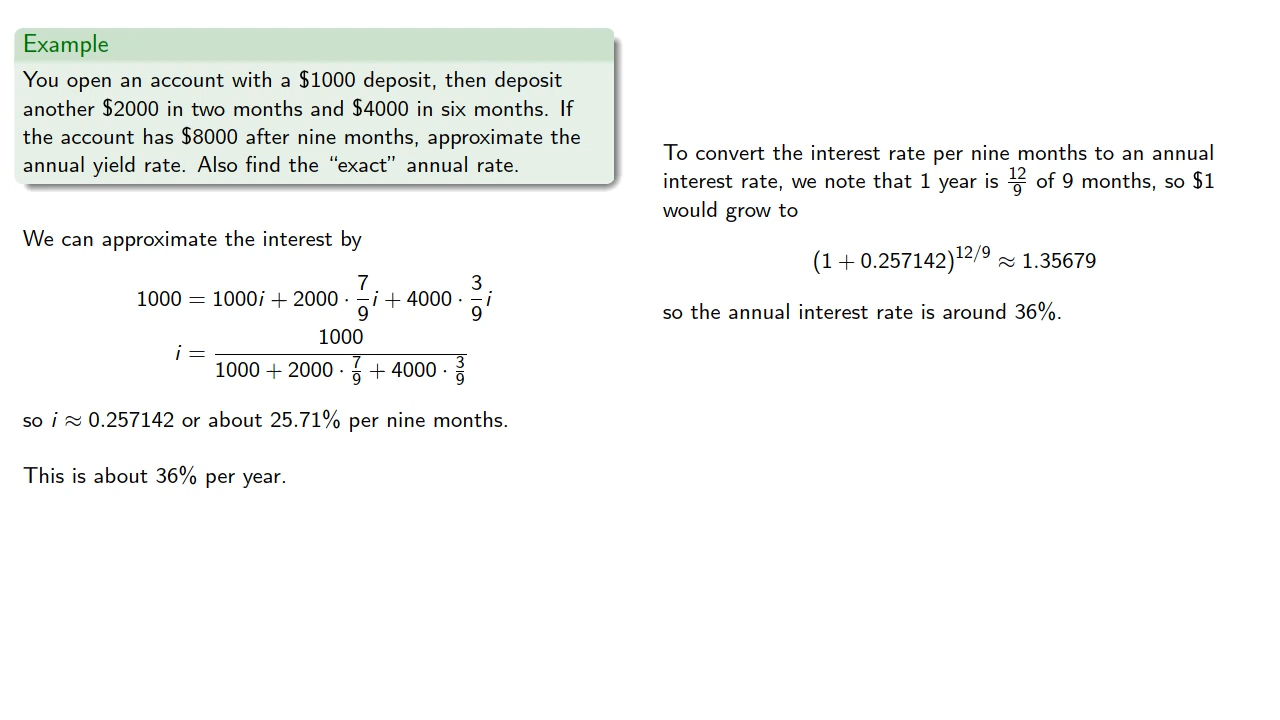 Example
You open an account with a $1000 deposit, then deposit
another $2000 in two months and $4000 in six months. If
the account has $8000 after nine months, approximate the
annual yield rate. Also find the “exact” annual rate.
We can approximate the interest by
1000 = 1000i + 2000 · 7/9 i + 4000 · 3/9 i
i = 1000 / (1000 + 2000 · 7/9 + 4000 · 3/9)
so i ≈ 0.257142 or about 25.71% per nine months.
This is about 36% per year.
To convert the interest rate per nine months to an annual
interest rate, we note that 1 year is 12/9 of 9 months, so $1
would grow to
(1 + 0.257142)^12/9 ≈ 1.35679
so the annual interest rate is around 36%.